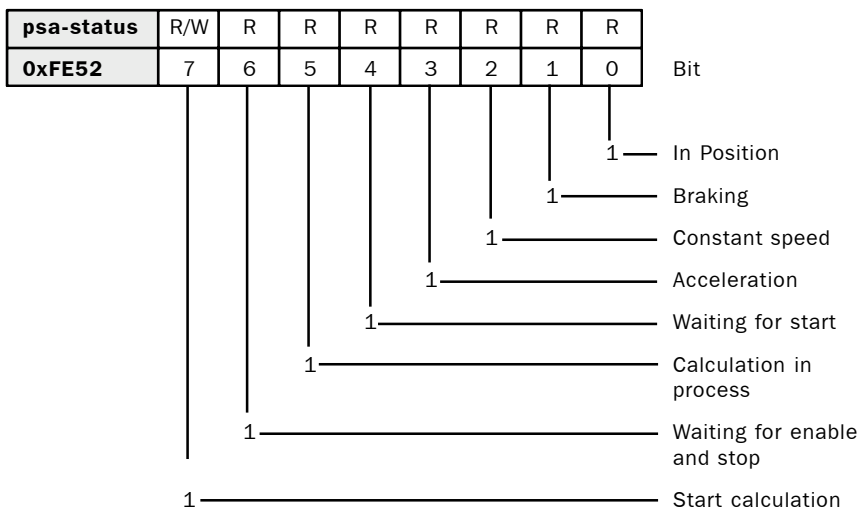 psa-status R/W R R R R R R R
0xFE52 7 6 5 4 3 2 1 0 Bit
1 In Position
1 Braking
1 Constant speed
1 Acceleration
1 Waiting for start
1 Calculation in
process
1 Waiting for enable
and stop
1 Start calculation